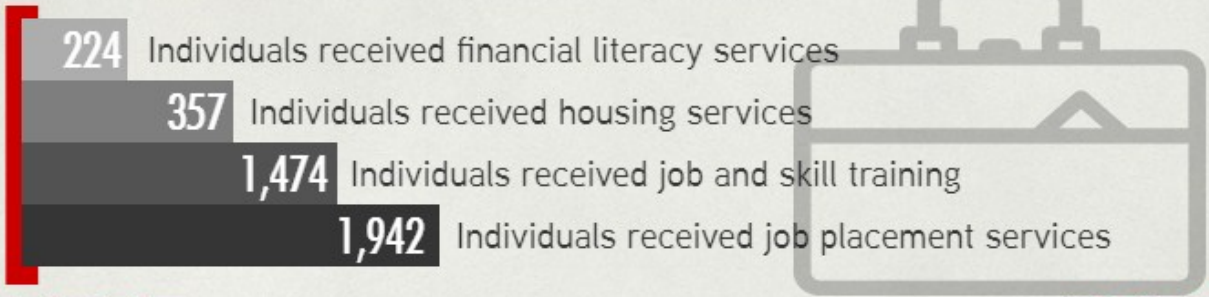 224 Individuals received financial literacy services
357 Individuals received housing services
1,474 Individuals received job and skill training
1,942 Individuals received job placement services